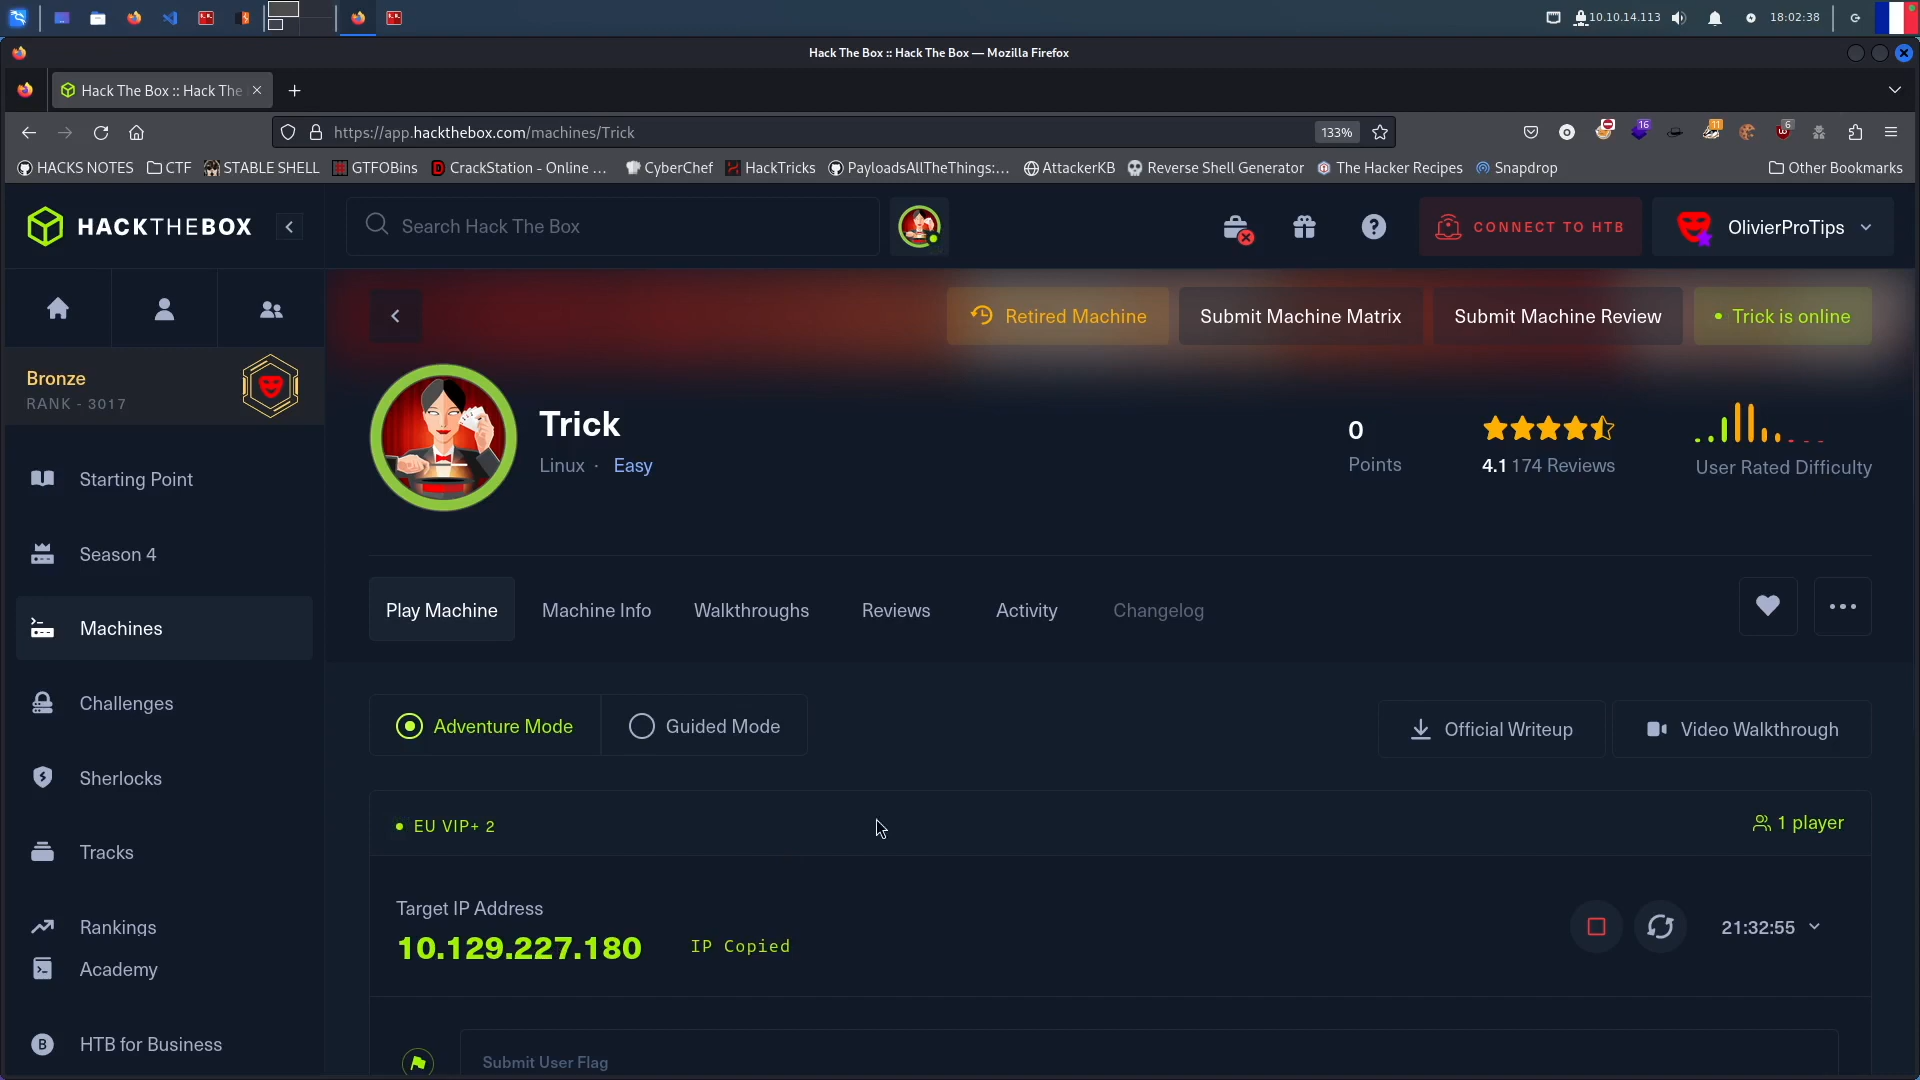 10.10.14.113
18:02:38
Hack The Box :: Hack The Box — Mozilla Firefox
Hack The Box :: Hack The
https://app.hackthebox.com/machines/Trick
133%
16
11
6
HACKS NOTES
CTF
STABLE SHELL
GTFOBins
CrackStation - Online ...
CyberChef
HackTricks
PayloadsAllTheThings:...
AttackerKB
Reverse Shell Generator
The Hacker Recipes
Snapdrop
Other Bookmarks
HACKTHEBOX
Search Hack The Box
CONNECT TO HTB
OlivierProTips
Retired Machine
Submit Machine Matrix
Submit Machine Review
Trick is online
Bronze
RANK - 3017
Trick
Linux · Easy
0
Points
4.1 174 Reviews
User Rated Difficulty
Starting Point
Season 4
Machines
Challenges
Sherlocks
Tracks
Rankings
Academy
HTB for Business
Play Machine
Machine Info
Walkthroughs
Reviews
Activity
Changelog
Adventure Mode
Guided Mode
Official Writeup
Video Walkthrough
EU VIP+ 2
1 player
Target IP Address
10.129.227.180
IP Copied
21:32:55
Submit User Flag